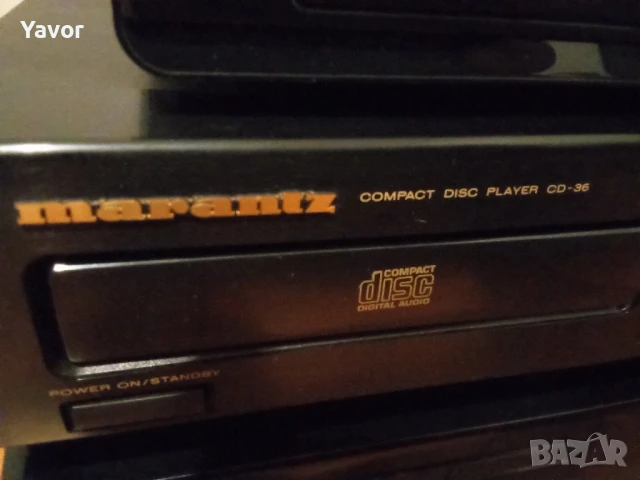 Yavor
marantz
COMPACT DISC PLAYER CD-36
COMPACT
disc
DIGITAL AUDIO
POWER ON/STANDBY
BAZAR